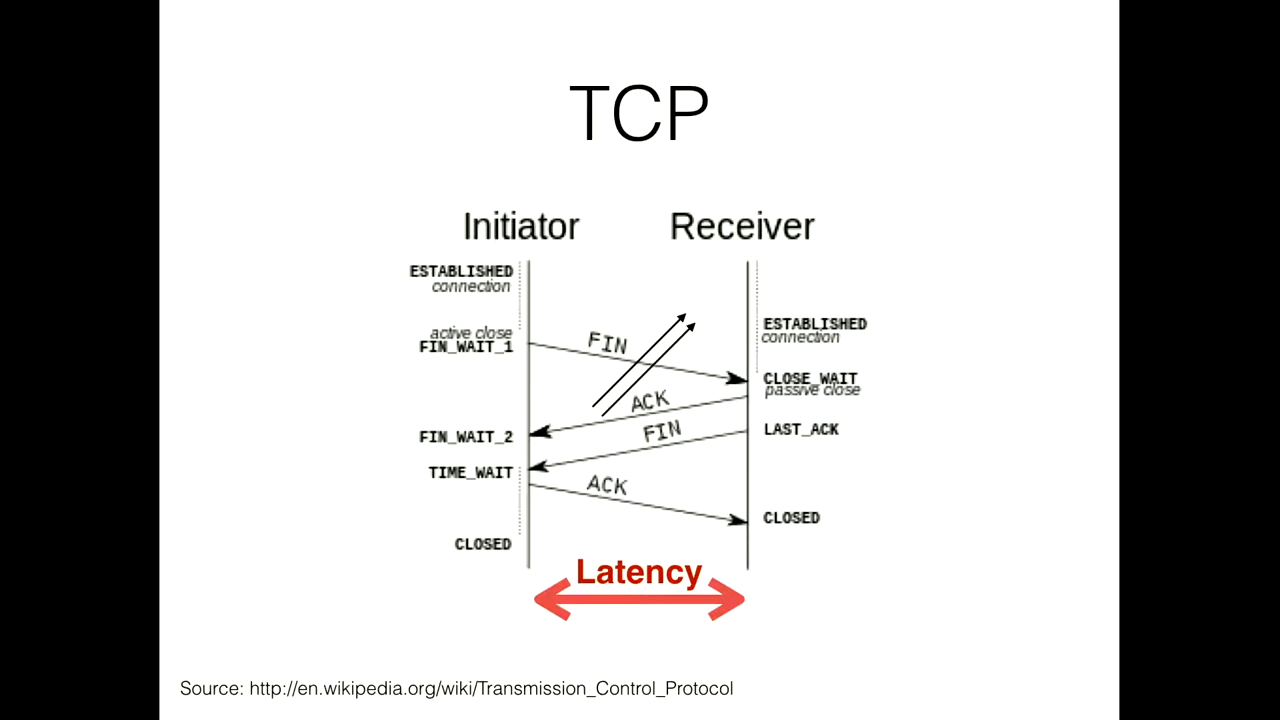 TCP
Initiator
Receiver
ESTABLISHED
connection
ESTABLISHED
connection
active close
FIN_WAIT_1
FIN
CLOSE_WAIT
passive close
ACK
FIN_WAIT_2
FIN
LAST_ACK
TIME_WAIT
ACK
CLOSED
CLOSED
Latency
Source: http://en.wikipedia.org/wiki/Transmission_Control_Protocol